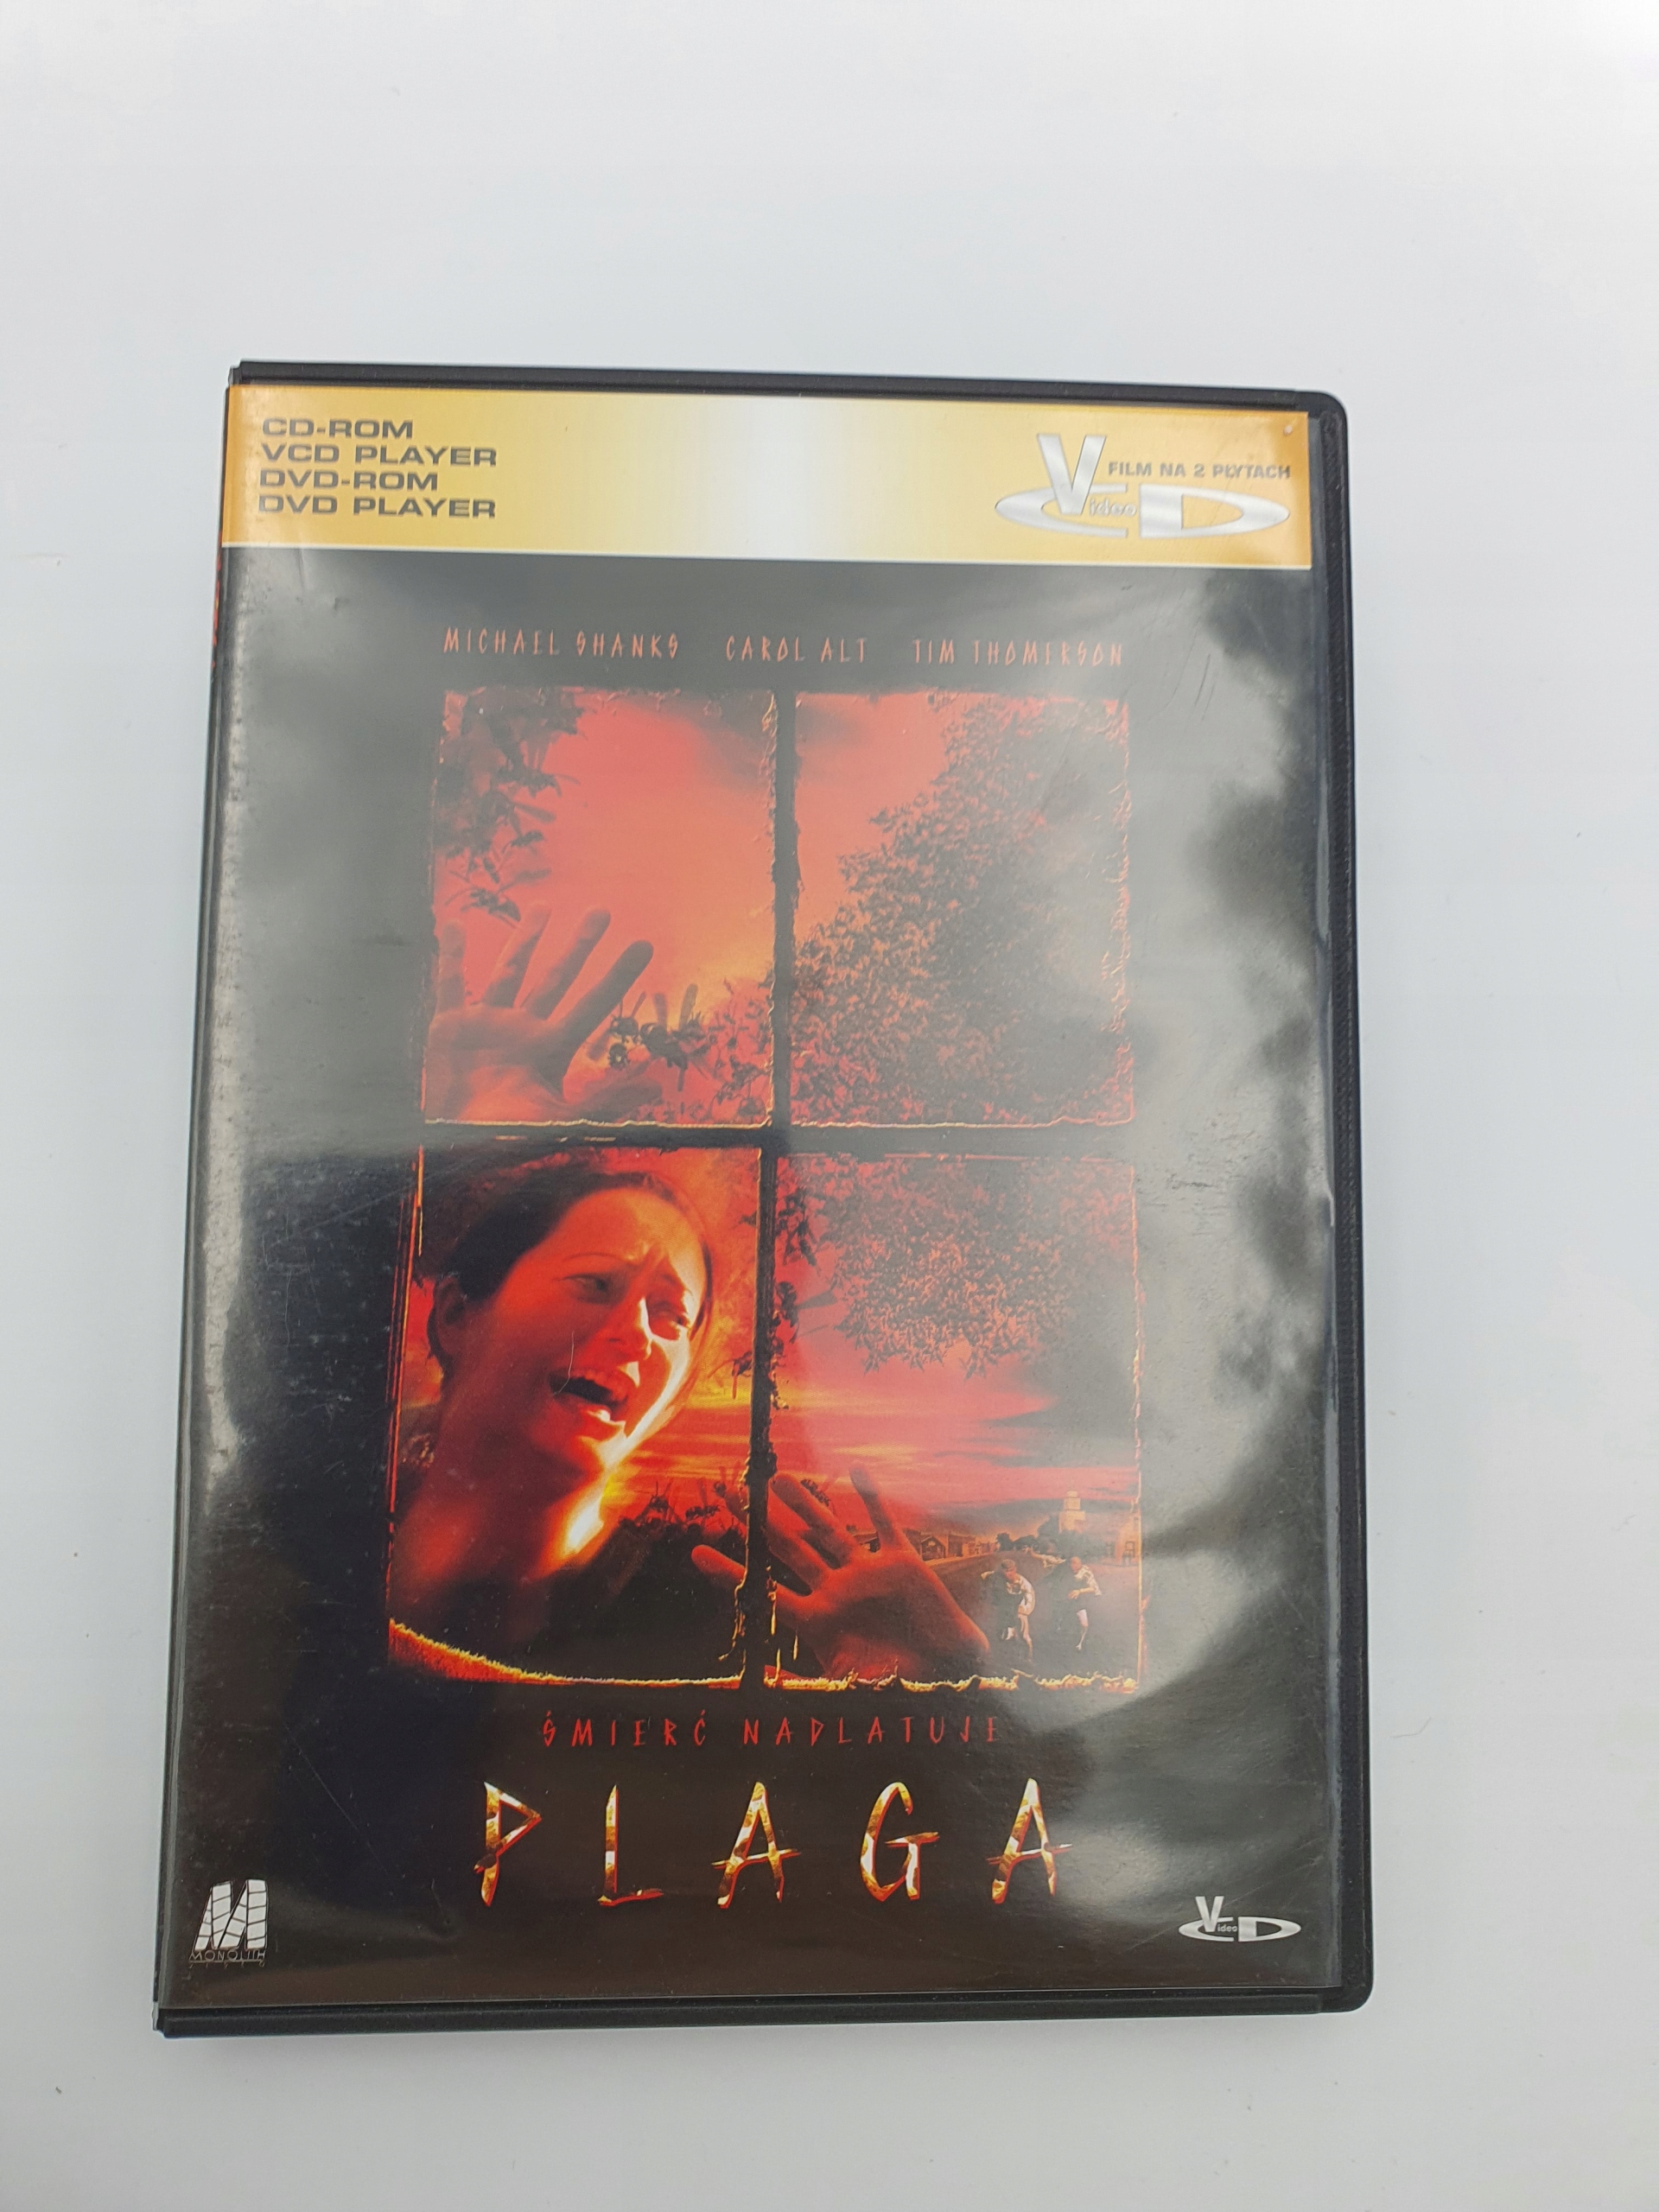 CD-ROM
VCD PLAYER
DVD-ROM
DVD PLAYER
FILM NA 2 PŁYTACH
Video CD
MICHAEL SHANKS CAROL ALT TIM THOMERSON
ŚMIERĆ NADLATUJE
PLAGA
MONOLITH
Video CD